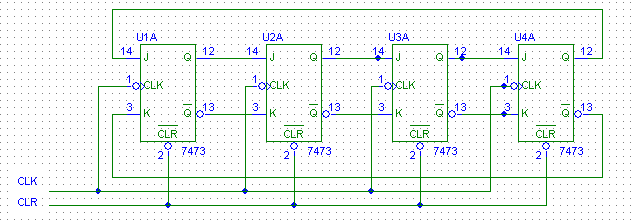 U1A U2A U3A U4A
14 J Q 12 14 J Q 12 14 J Q 12 14 J Q 12
1 CLK 1 CLK 1 CLK 1 CLK
3 K Q 13 3 K Q 13 3 K Q 13 3 K Q 13
CLR CLR CLR CLR
2 7473 2 7473 2 7473 2 7473
CLK
CLR